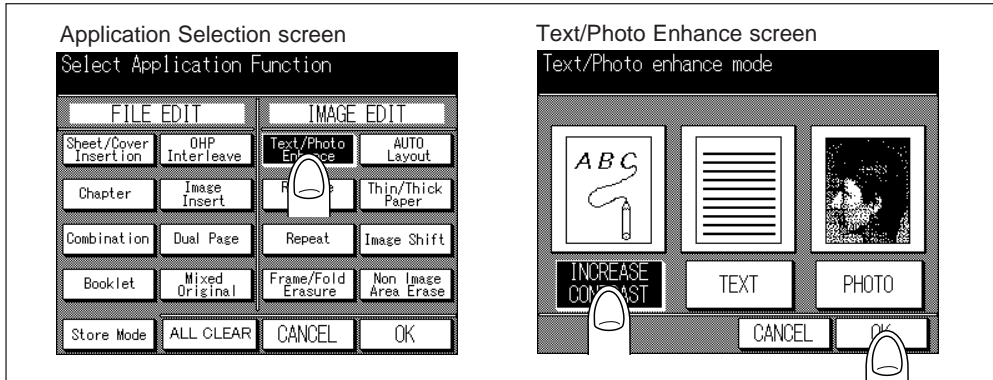 Application Selection screen
Select Application Function
FILE EDIT
IMAGE EDIT
Sheet/Cover
Insertion
OHP
Interleave
Text/Photo
Enhance
AUTO
Layout
Chapter
Image
Insert
Thin/Thick
Paper
Combination
Dual Page
Repeat
Image Shift
Booklet
Mixed
Original
Frame/Fold
Erasure
Non Image
Area Erase
Store Mode
ALL CLEAR
CANCEL
OK
Text/Photo Enhance screen
Text/Photo enhance mode
ABC
INCREASE
CONTRAST
TEXT
PHOTO
CANCEL
OK